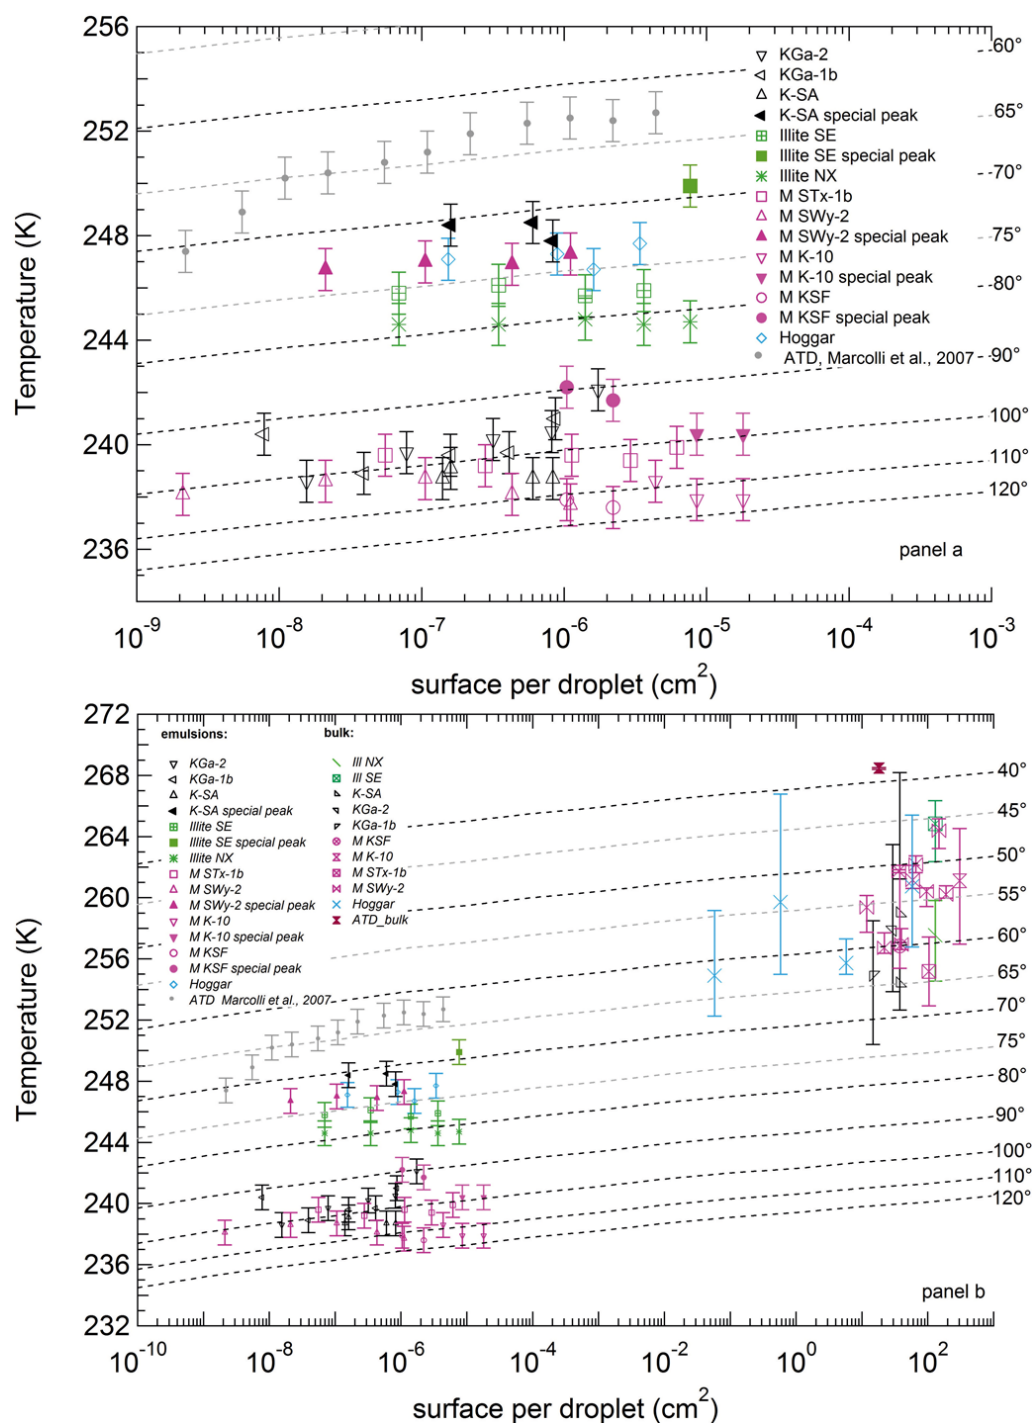 256
252
248
244
240
236
Temperature (K)
60°
65°
70°
75°
80°
90°
100°
110°
120°
KGa-2
KGa-1b
K-SA
K-SA special peak
Illite SE
Illite SE special peak
Illite NX
M STx-1b
M SWy-2
M SWy-2 special peak
M K-10
M K-10 special peak
M KSF
M KSF special peak
Hoggar
ATD, Marcolli et al., 2007
panel a
10⁻⁹ 10⁻⁸ 10⁻⁷ 10⁻⁶ 10⁻⁵ 10⁻⁴ 10⁻³
surface per droplet (cm²)
272
268
264
260
256
252
248
244
240
236
232
Temperature (K)
emulsions:
KGa-2
KGa-1b
K-SA
K-SA special peak
Illite SE
Illite SE special peak
Illite NX
M STx-1b
M SWy-2
M SWy-2 special peak
M K-10
M K-10 special peak
M KSF
M KSF special peak
Hoggar
ATD Marcolli et al., 2007
bulk:
Ill NX
Ill SE
K-SA
KGa-2
KGa-1b
M KSF
M K-10
M STx-1b
M SWy-2
Hoggar
ATD_bulk
40°
45°
50°
55°
60°
65°
70°
75°
80°
90°
100°
110°
120°
panel b
10⁻¹⁰ 10⁻⁸ 10⁻⁶ 10⁻⁴ 10⁻² 10⁰ 10²
surface per droplet (cm²)